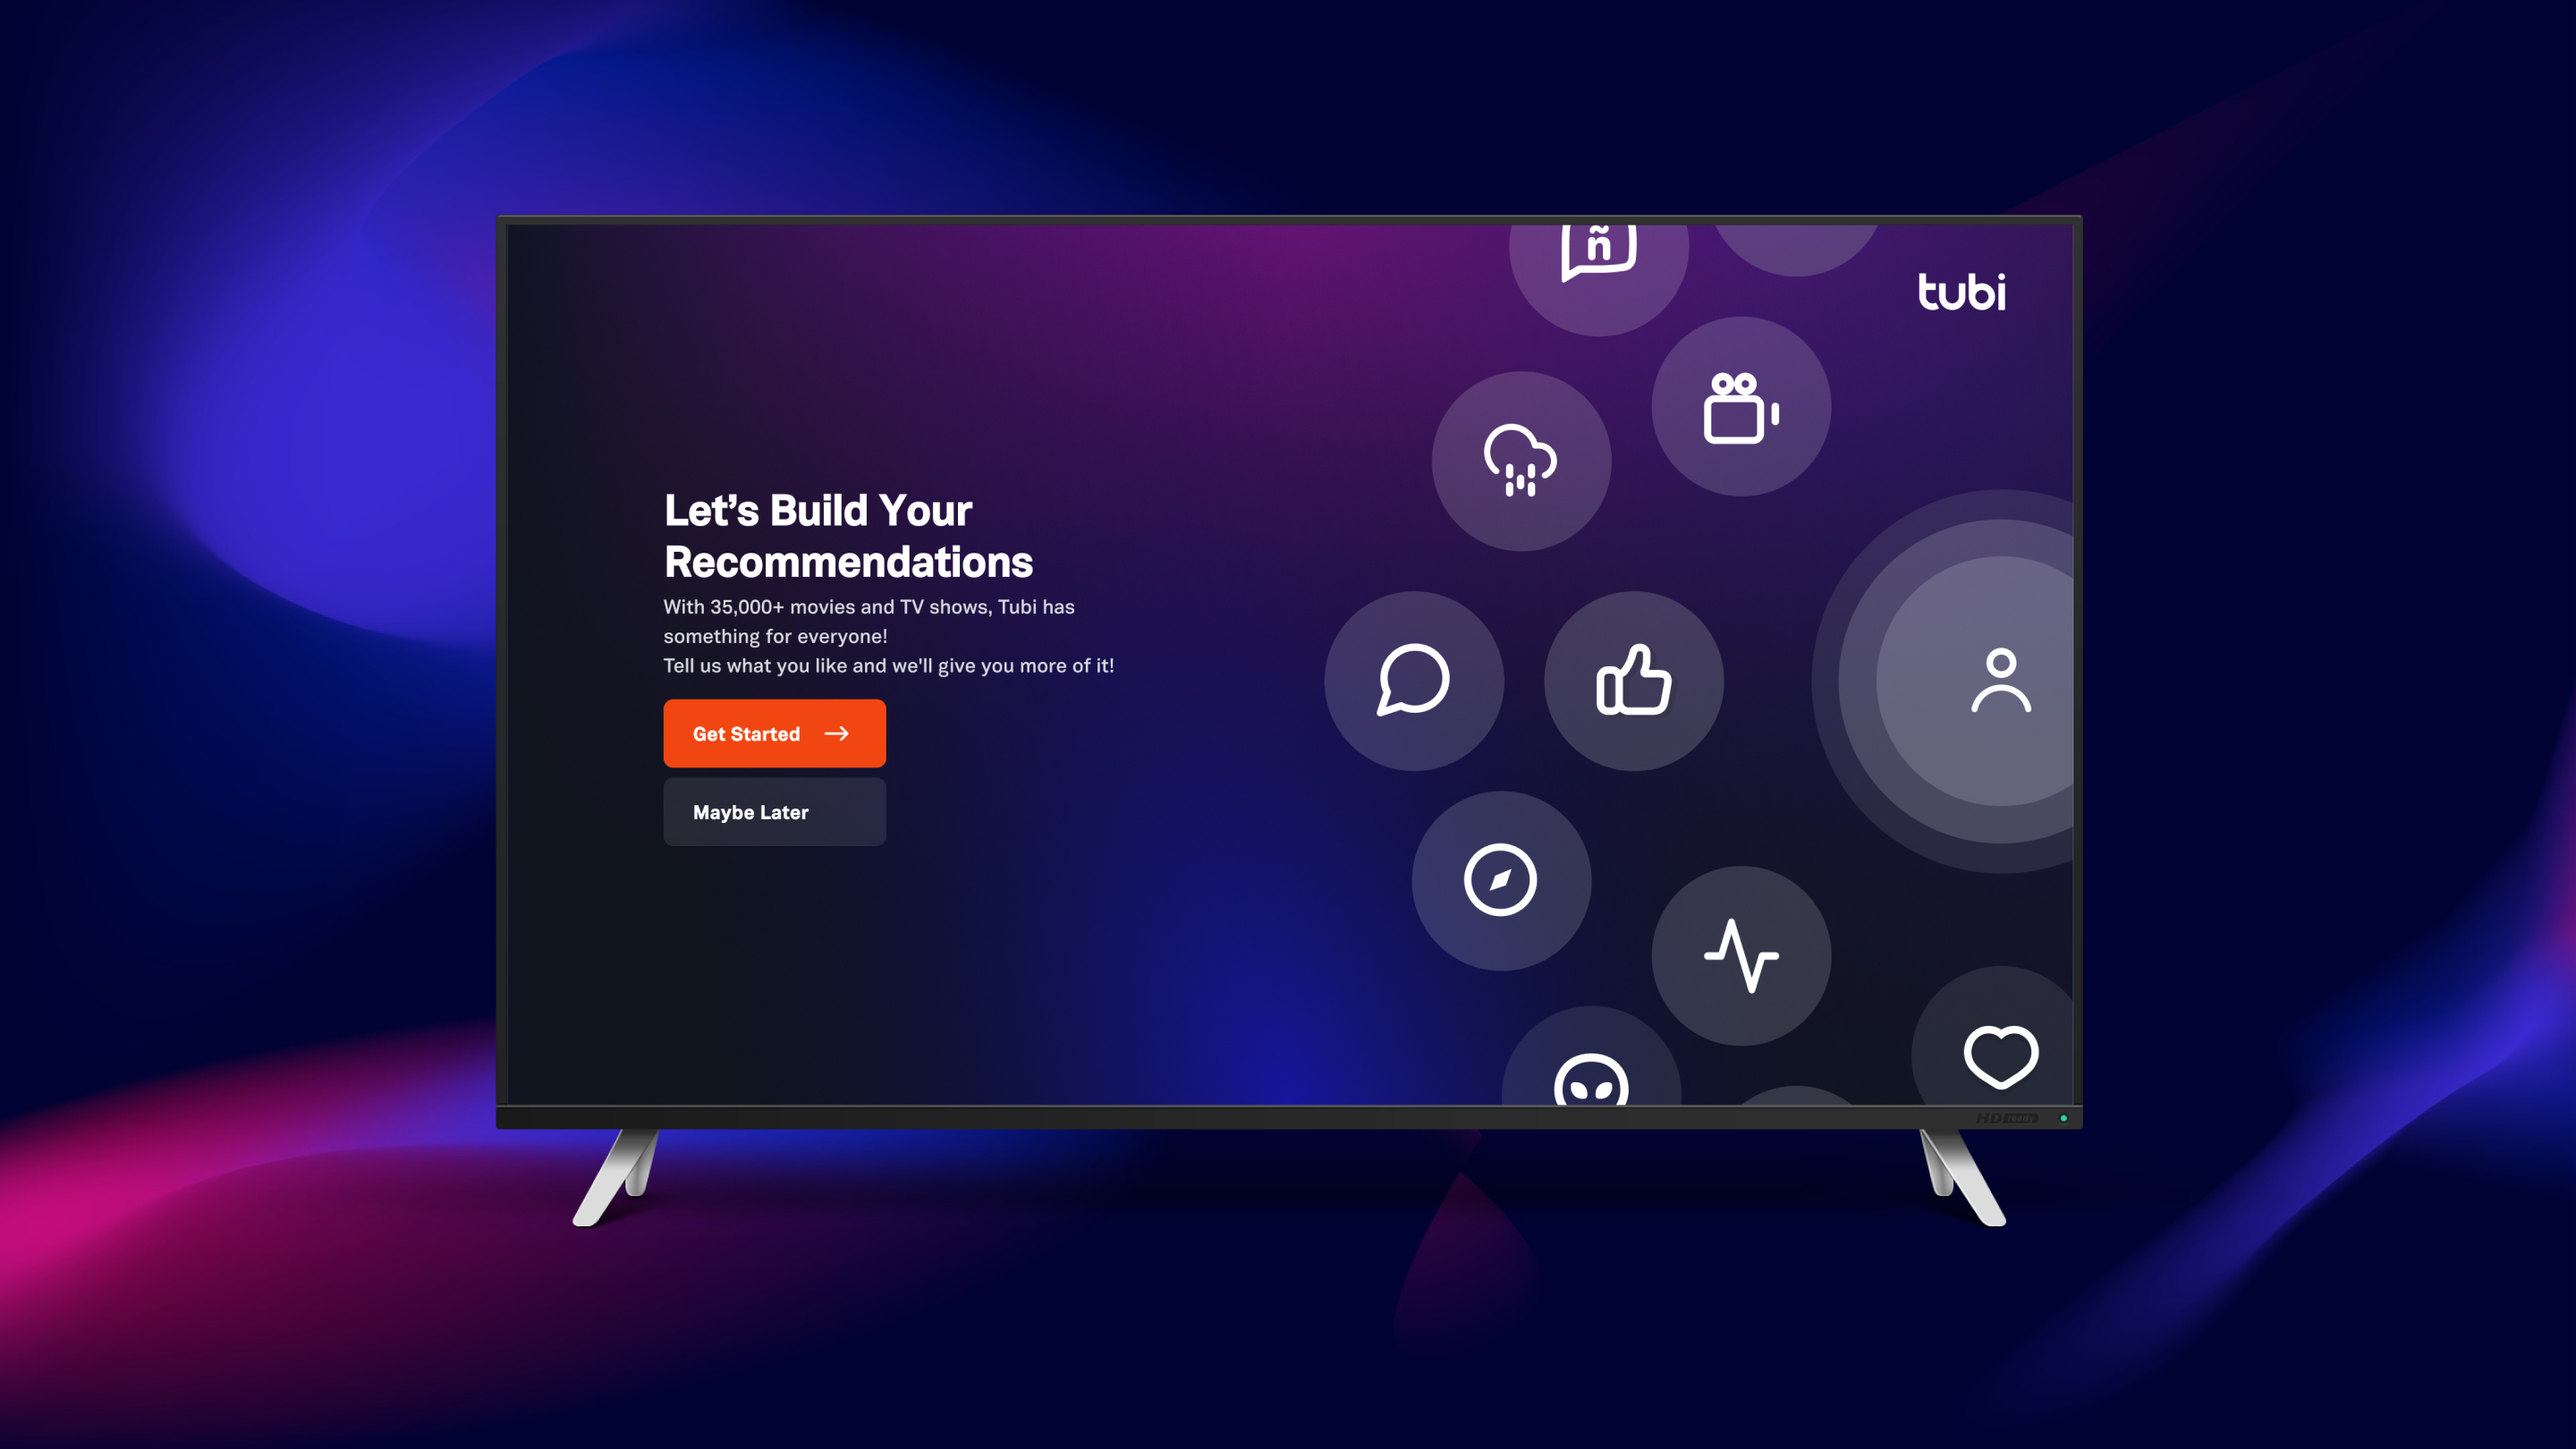 ñ
tubi
Let’s Build Your
Recommendations
With 35,000+ movies and TV shows, Tubi has
something for everyone!
Tell us what you like and we'll give you more of it!
Get Started
Maybe Later
HD